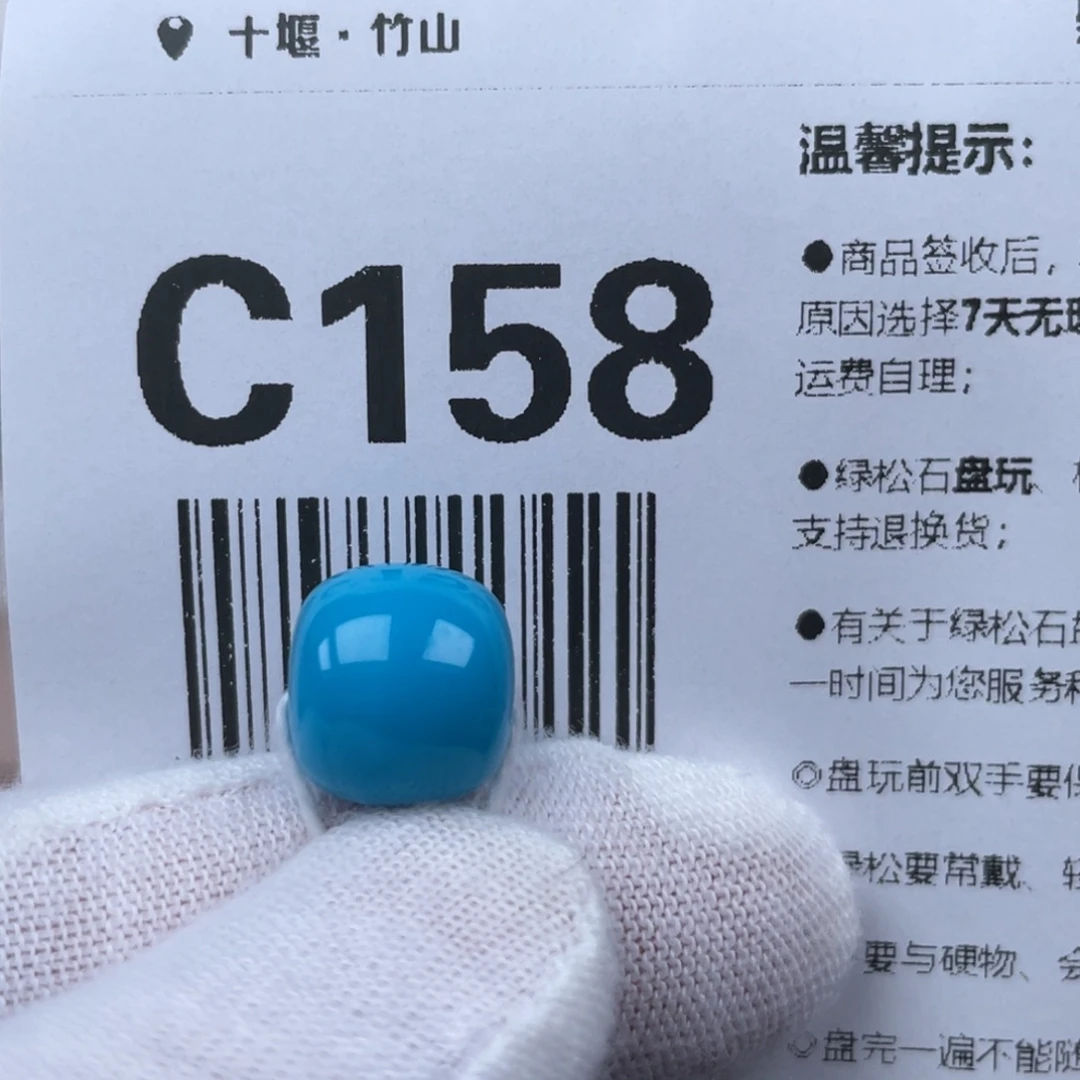 十堰·竹山
C158
温馨提示:
●商品签收后,
原因选择7天无
运费自理;
●绿松石盘玩、
支持退换货;
●有关于绿松石
一时间为您服务
◎盘玩前双手要
松要常戴、
要与硬物、
◎盘完一遍不能随